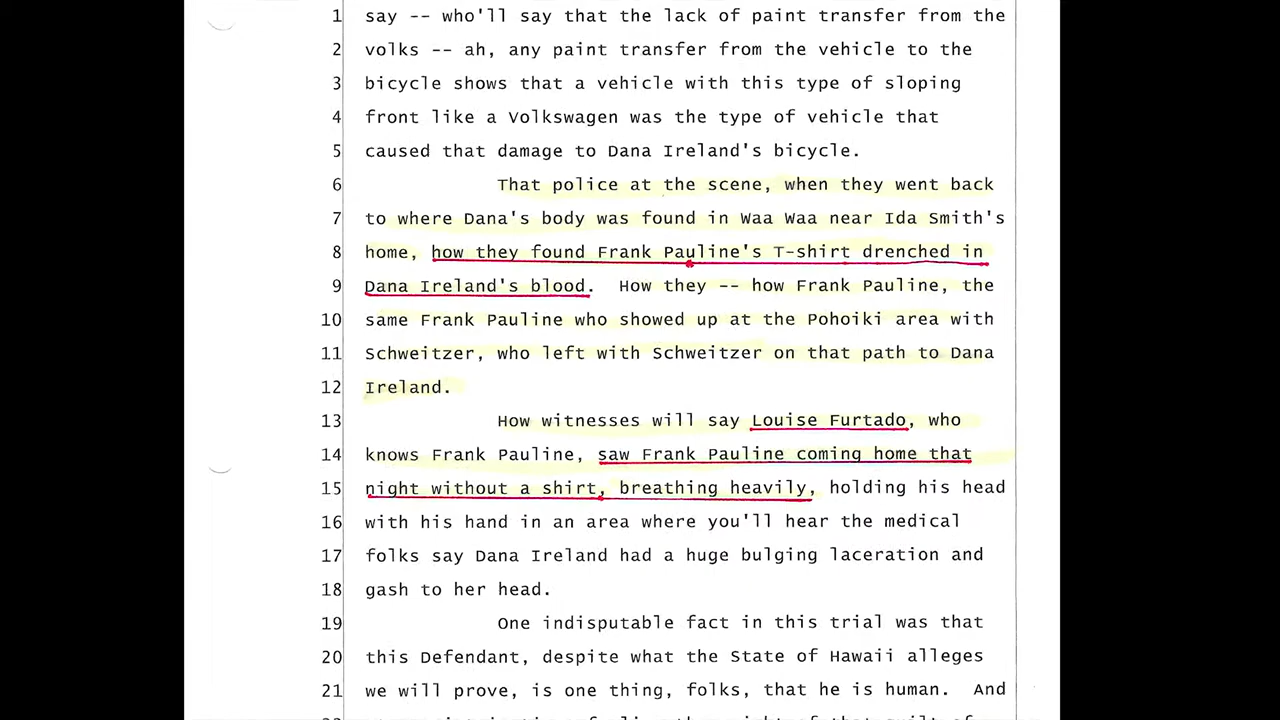 1 say -- who'll say that the lack of paint transfer from the
2 volks -- ah, any paint transfer from the vehicle to the
3 bicycle shows that a vehicle with this type of sloping
4 front like a Volkswagen was the type of vehicle that
5 caused that damage to Dana Ireland's bicycle.
6 That police at the scene, when they went back
7 to where Dana's body was found in Waa Waa near Ida Smith's
8 home, how they found Frank Pauline's T-shirt drenched in
9 Dana Ireland's blood. How they -- how Frank Pauline, the
10 same Frank Pauline who showed up at the Pohoiki area with
11 Schweitzer, who left with Schweitzer on that path to Dana
12 Ireland.
13 How witnesses will say Louise Furtado, who
14 knows Frank Pauline, saw Frank Pauline coming home that
15 night without a shirt, breathing heavily, holding his head
16 with his hand in an area where you'll hear the medical
17 folks say Dana Ireland had a huge bulging laceration and
18 gash to her head.
19 One indisputable fact in this trial was that
20 this Defendant, despite what the State of Hawaii alleges
21 we will prove, is one thing, folks, that he is human. And